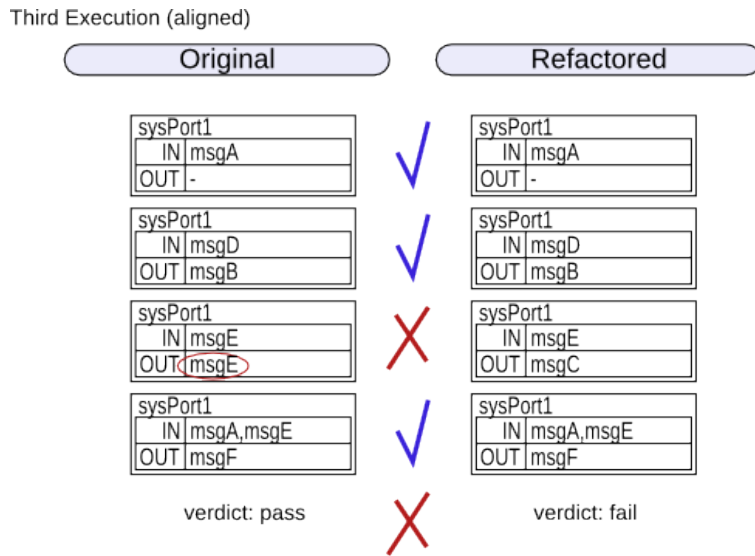 Third Execution (aligned)
Original Refactored
sysPort1 sysPort1
IN msgA IN msgA
OUT - OUT -
sysPort1 sysPort1
IN msgD IN msgD
OUT msgB OUT msgB
sysPort1 sysPort1
IN msgE IN msgE
OUT msgE OUT msgC
sysPort1 sysPort1
IN msgA,msgE IN msgA,msgE
OUT msgF OUT msgF
verdict: pass verdict: fail